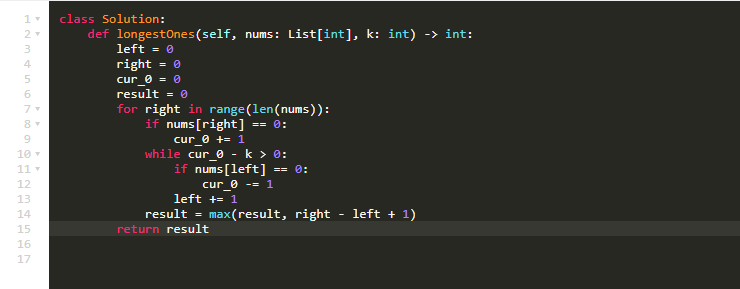 1 class Solution:
2     def longestOnes(self, nums: List[int], k: int) -> int:
3         left = 0
4         right = 0
5         cur_0 = 0
6         result = 0
7         for right in range(len(nums)):
8             if nums[right] == 0:
9                 cur_0 += 1
10             while cur_0 - k > 0:
11                 if nums[left] == 0:
12                     cur_0 -= 1
13                 left += 1
14             result = max(result, right - left + 1)
15         return result
16
17